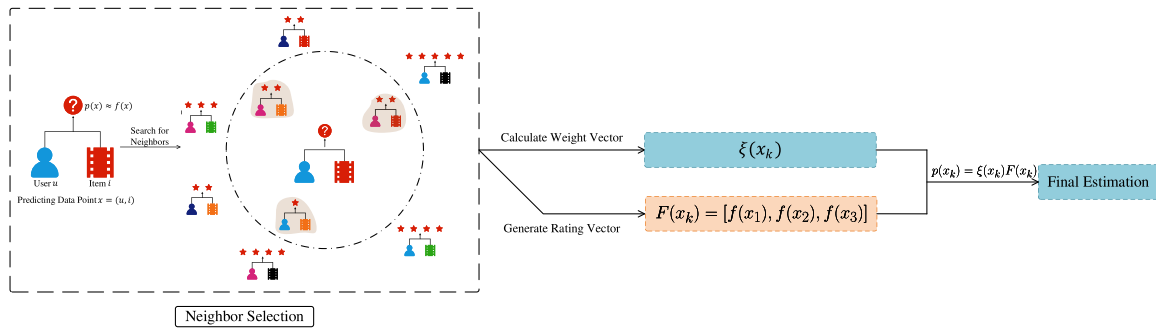 ?
p(x) ≈ f(x)
Search for
Neighbors
User u
Item i
Predicting Data Point x = (u, i)
?
Neighbor Selection
Calculate Weight Vector
Generate Rating Vector
ξ(x_k)
F(x_k) = [f(x_1), f(x_2), f(x_3)]
p(x_k) = ξ(x_k)F(x_k)
Final Estimation